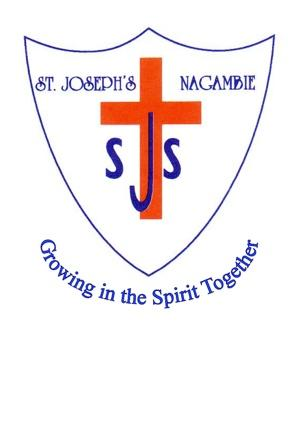 ST. JOSEPH'S NAGAMBIE
SJS
Growing in the Spirit Together